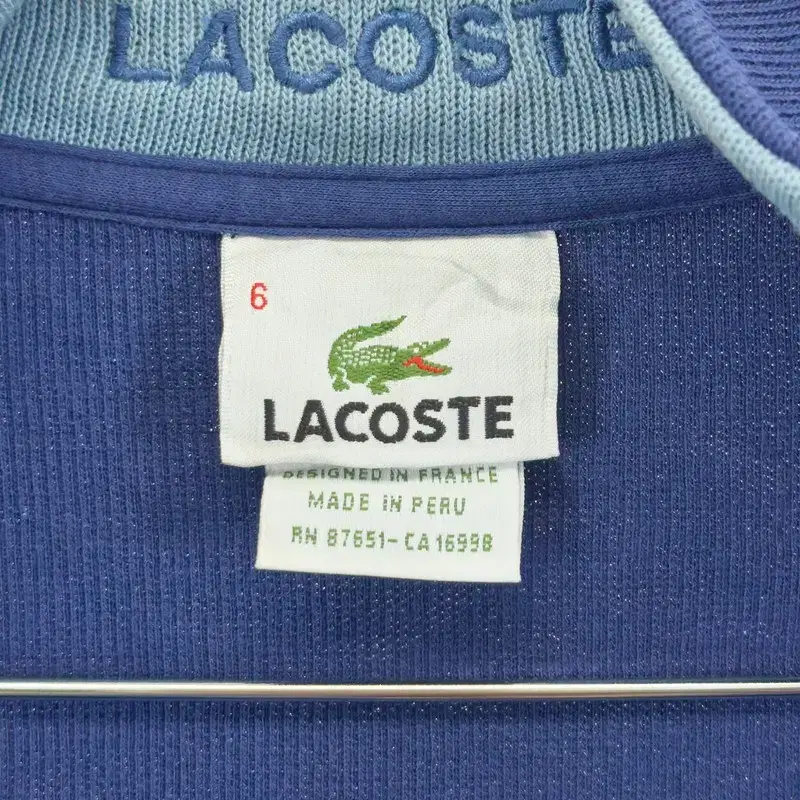 LACOSTE
6
LACOSTE
DESIGNED IN FRANCE
MADE IN PERU
RN 87651-CA 16998